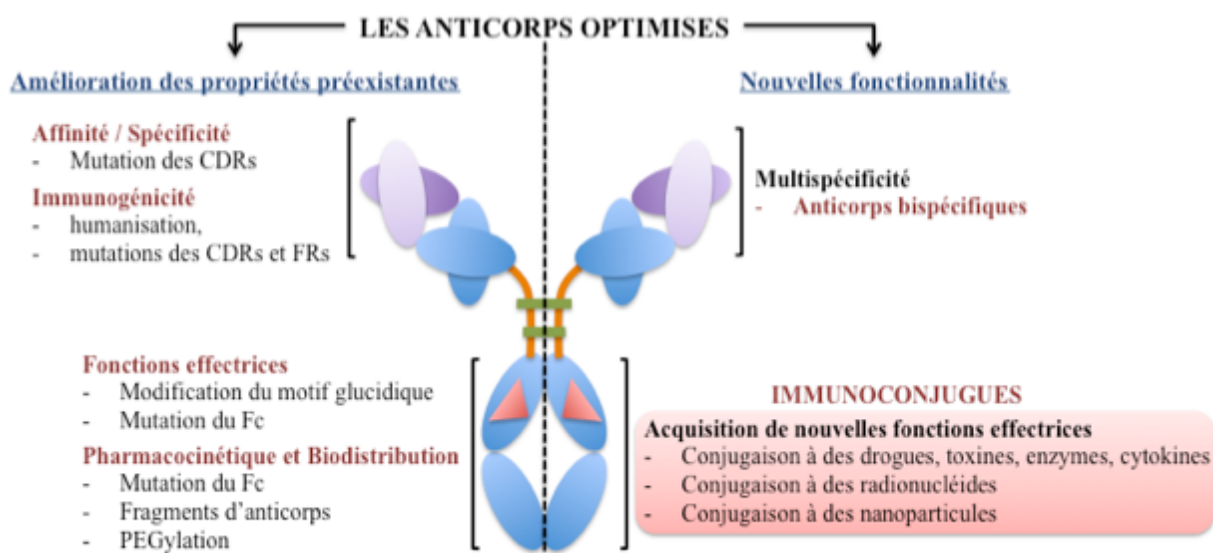 LES ANTICORPS OPTIMISES
Amélioration des propriétés préexistantes
Affinité / Spécificité
- Mutation des CDRs
Immunogénicité
- humanisation,
- mutations des CDRs et FRs
Fonctions effectrices
- Modification du motif glucidique
- Mutation du Fc
Pharmacocinétique et Biodistribution
- Mutation du Fc
- Fragments d'anticorps
- PEGylation
Nouvelles fonctionnalités
Multispécificité
- Anticorps bispécifiques
IMMUNOCONJUGUES
Acquisition de nouvelles fonctions effectrices
- Conjugaison à des drogues, toxines, enzymes, cytokines
- Conjugaison à des radionucléides
- Conjugaison à des nanoparticules